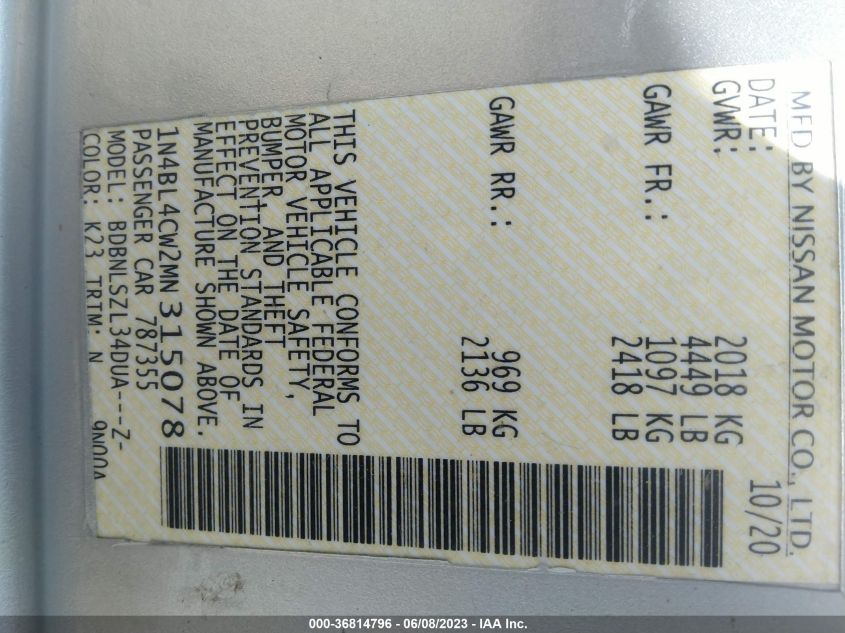 MFD BY NISSAN MOTOR CO., LTD.
DATE: 10/20
GVWR: 2018 KG
4449 LB
GAWR FR.: 1097 KG
2418 LB
GAWR RR.: 969 KG
2136 LB
THIS VEHICLE CONFORMS TO
ALL APPLICABLE FEDERAL
MOTOR VEHICLE SAFETY,
BUMPER, AND THEFT
PREVENTION STANDARDS IN
EFFECT ON THE DATE OF
MANUFACTURE SHOWN ABOVE.
1N4BL4CW2MN315078
PASSENGER CAR 787355
MODEL: BDBNLSZL34DUA---Z-
COLOR: K23 TRIM: N
000-36814796 - 06/08/2023 - IAA Inc.